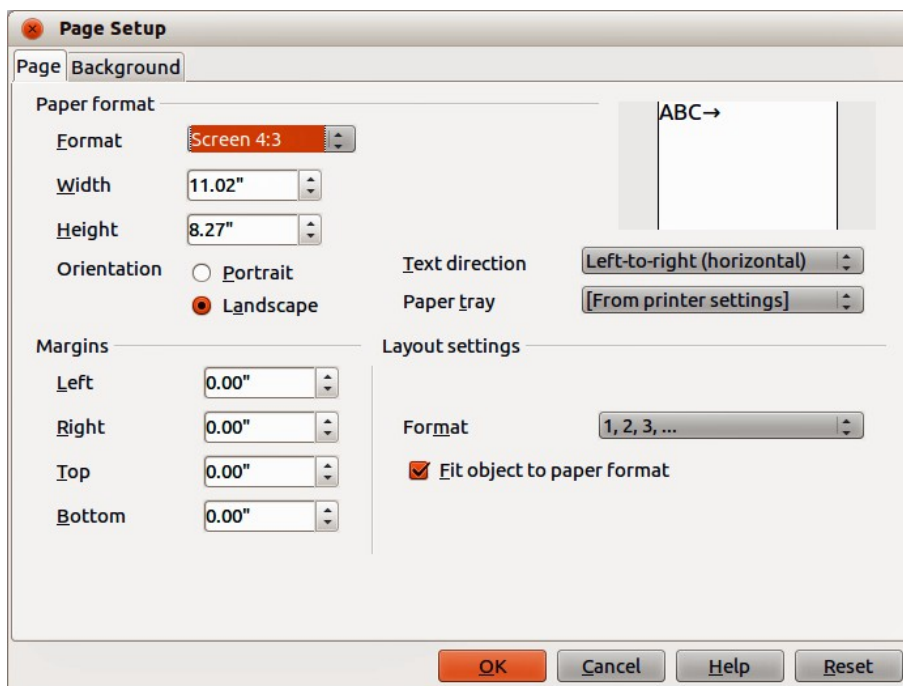 Page Setup
Page Background
Paper format
ABC→
Format Screen 4:3
Width 11.02"
Height 8.27"
Orientation Portrait
Landscape
Text direction Left-to-right (horizontal)
Paper tray [From printer settings]
Margins
Left 0.00"
Right 0.00"
Top 0.00"
Bottom 0.00"
Layout settings
Format 1, 2, 3, ...
Fit object to paper format
OK Cancel Help Reset